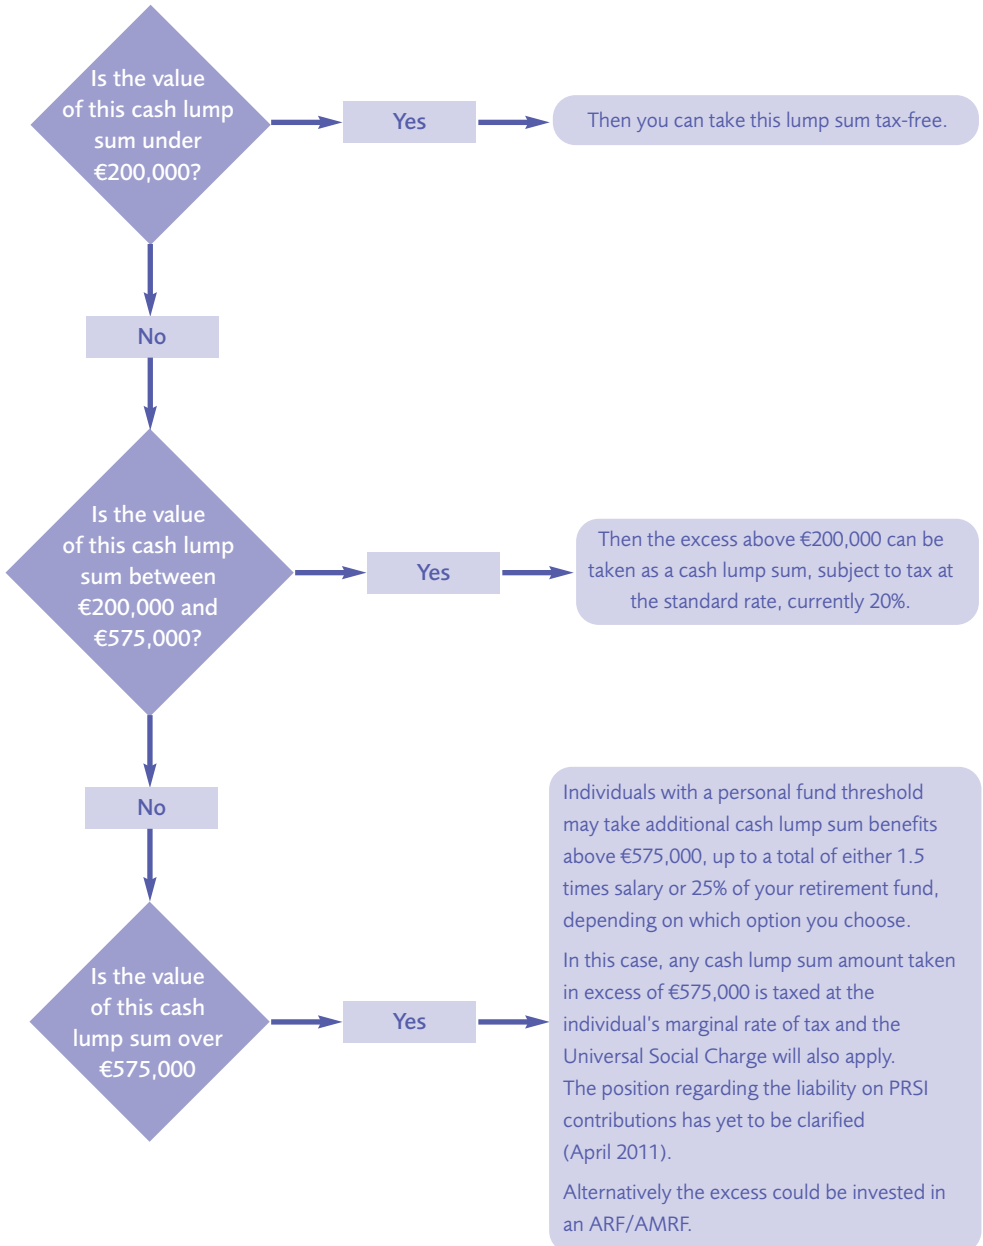 Is the value
of this cash lump
sum under
€200,000?
Yes
Then you can take this lump sum tax-free.
No
Is the value
of this cash lump
sum between
€200,000 and
€575,000?
Yes
Then the excess above €200,000 can be
taken as a cash lump sum, subject to tax at
the standard rate, currently 20%.
No
Is the value
of this cash
lump sum over
€575,000
Yes
Individuals with a personal fund threshold
may take additional cash lump sum benefits
above €575,000, up to a total of either 1.5
times salary or 25% of your retirement fund,
depending on which option you choose.
In this case, any cash lump sum amount taken
in excess of €575,000 is taxed at the
individual’s marginal rate of tax and the
Universal Social Charge will also apply.
The position regarding the liability on PRSI
contributions has yet to be clarified
(April 2011).
Alternatively the excess could be invested in
an ARF/AMRF.